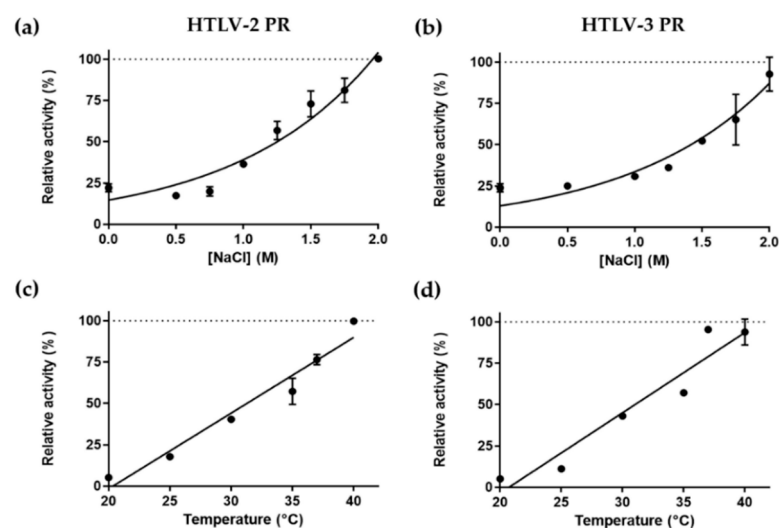 HTLV-2 PR
HTLV-3 PR
(a)
100
75
50
25
0
Relative activity (%)
0.0 0.5 1.0 1.5 2.0
[NaCl] (M)
(b)
100
75
50
25
0
Relative activity (%)
0.0 0.5 1.0 1.5 2.0
[NaCl] (M)
(c)
100
75
50
25
0
Relative activity (%)
20 25 30 35 40
Temperature (°C)
(d)
100
75
50
25
0
Relative activity (%)
20 25 30 35 40
Temperature (°C)